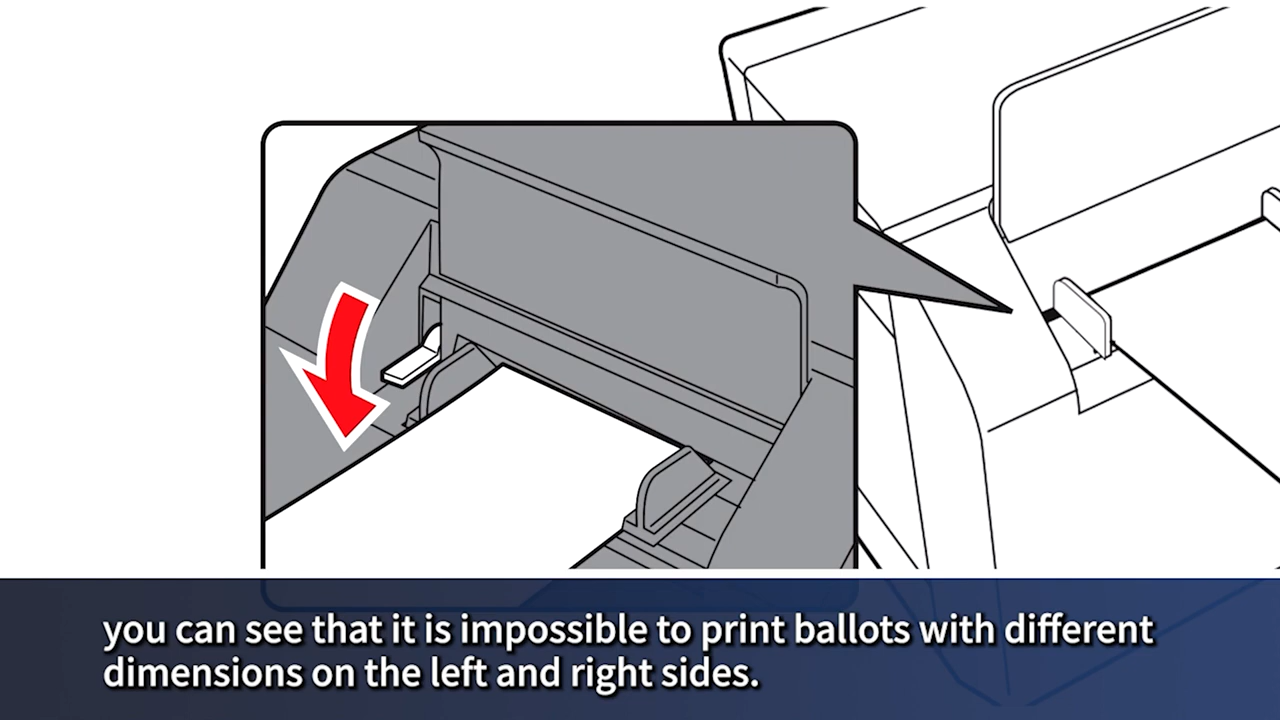 you can see that it is impossible to print ballots with different
dimensions on the left and right sides.